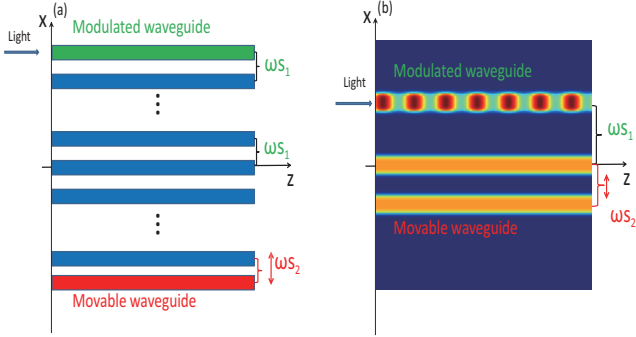 X (a)
Modulated waveguide
Light
ωs₁
ωs₁
Z
ωs₂
Movable waveguide
X (b)
Modulated waveguide
Light
ωs₁
Z
ωs₂
Movable waveguide